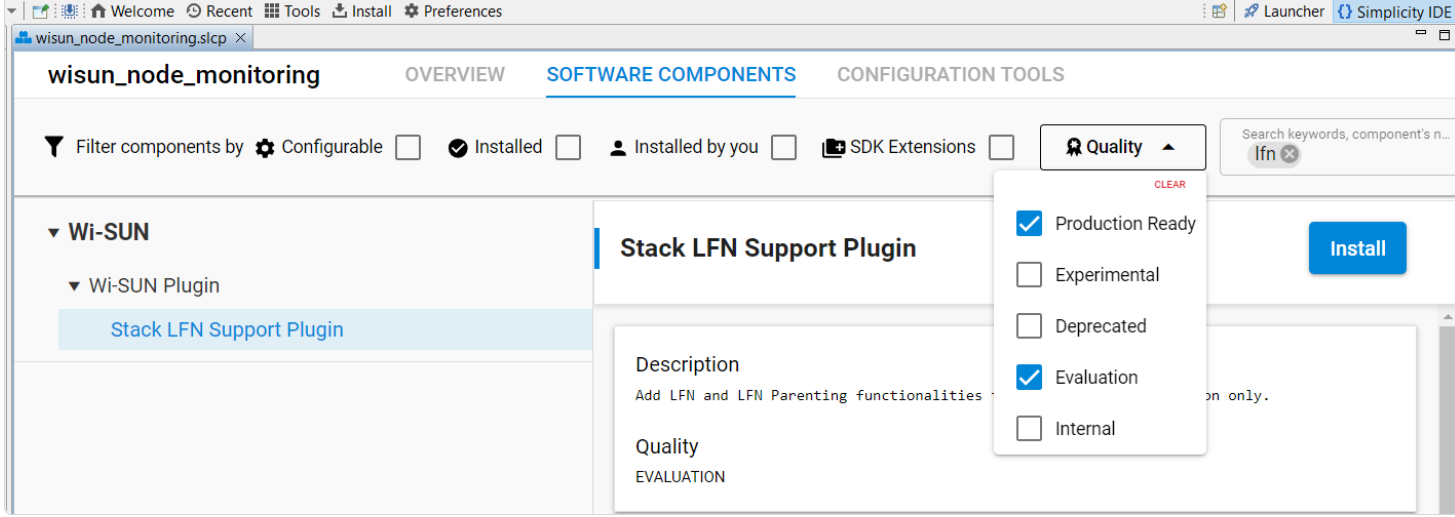 Welcome Recent Tools Install Preferences Launcher {} Simplicity IDE
wisun_node_monitoring.slcp
wisun_node_monitoring OVERVIEW SOFTWARE COMPONENTS CONFIGURATION TOOLS
Filter components by Configurable Installed Installed by you SDK Extensions Quality
Search keywords, component's n...
lfn
CLEAR
Production Ready
Experimental
Deprecated
Evaluation
Internal
Wi-SUN
Wi-SUN Plugin
Stack LFN Support Plugin
Stack LFN Support Plugin
Install
Description
Add LFN and LFN Parenting functionalities on only.
Quality
EVALUATION